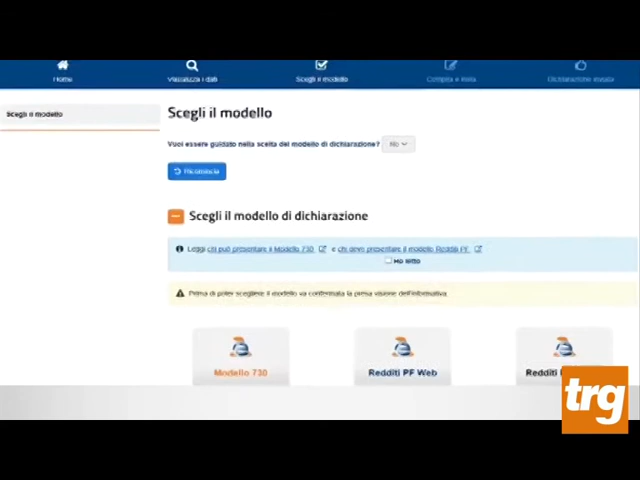 Home
Visualizza i dati
Scegli il modello
Compila e invia
Dichiarazione inviata
Scegli il modello
Scegli il modello
Vuoi essere guidato nella scelta del modello di dichiarazione? No
Ricomincia
Scegli il modello di dichiarazione
Leggi chi può presentare il Modello 730 e chi deve presentare il modello Redditi PF
Ho letto
Prima di poter scegliere il modello va confermata la presa visione dell'informativa.
Modello 730
Redditi PF Web
Redditi
trg